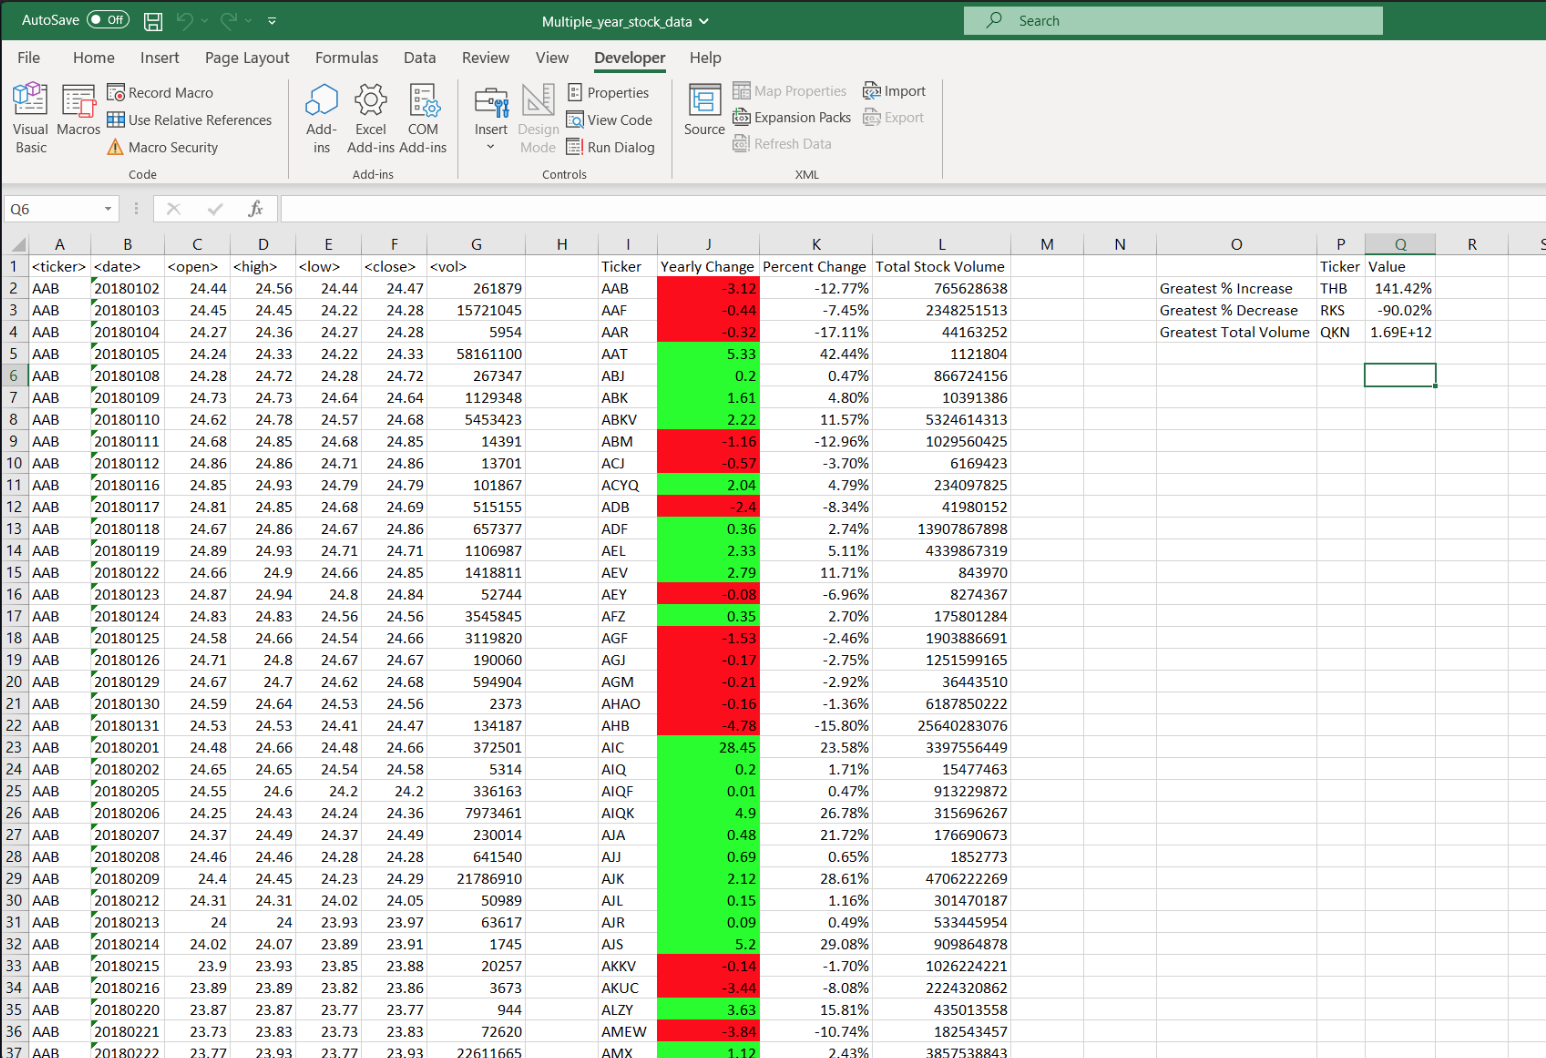 AutoSave Off Multiple_year_stock_data Search
File Home Insert Page Layout Formulas Data Review View Developer Help
Visual Basic
Macros
Record Macro
Use Relative References
Macro Security
Code
Add-ins
Excel Add-ins
COM Add-ins
Add-ins
Insert
Design Mode
Properties
View Code
Run Dialog
Controls
Source
Map Properties
Expansion Packs
Refresh Data
Import
Export
XML
Q6 fx
A B C D E F G H I J K L M N O P Q R S
1 <ticker> <date> <open> <high> <low> <close> <vol> Ticker Yearly Change Percent Change Total Stock Volume Ticker Value
2 AAB 20180102 24.44 24.56 24.44 24.47 261879 AAB -3.12 -12.77% 765628638 Greatest % Increase THB 141.42%
3 AAB 20180103 24.45 24.45 24.22 24.28 15721045 AAF -0.44 -7.45% 2348251513 Greatest % Decrease RKS -90.02%
4 AAB 20180104 24.27 24.36 24.27 24.28 5954 AAR -0.32 -17.11% 44163252 Greatest Total Volume QKN 1.69E+12
5 AAB 20180105 24.24 24.33 24.22 24.33 58161100 AAT 5.33 42.44% 1121804
6 AAB 20180108 24.28 24.72 24.28 24.72 267347 ABJ 0.2 0.47% 866724156
7 AAB 20180109 24.73 24.73 24.64 24.64 1129348 ABK 1.61 4.80% 10391386
8 AAB 20180110 24.62 24.78 24.57 24.68 5453423 ABKV 2.22 11.57% 5324614313
9 AAB 20180111 24.68 24.85 24.68 24.85 14391 ABM -1.16 -12.96% 1029560425
10 AAB 20180112 24.86 24.86 24.71 24.86 13701 ACJ -0.57 -3.70% 6169423
11 AAB 20180116 24.85 24.93 24.79 24.79 101867 ACYQ 2.04 4.79% 234097825
12 AAB 20180117 24.81 24.85 24.68 24.69 515155 ADB -2.4 -8.34% 41980152
13 AAB 20180118 24.67 24.86 24.67 24.86 657377 ADF 0.36 2.74% 13907867898
14 AAB 20180119 24.89 24.93 24.71 24.71 1106987 AEL 2.33 5.11% 4339867319
15 AAB 20180122 24.66 24.9 24.66 24.85 1418811 AEV 2.79 11.71% 843970
16 AAB 20180123 24.87 24.94 24.8 24.84 52744 AEY -0.08 -6.96% 8274367
17 AAB 20180124 24.83 24.83 24.56 24.56 3545845 AFZ 0.35 2.70% 175801284
18 AAB 20180125 24.58 24.66 24.54 24.66 3119820 AGF -1.53 -2.46% 1903886691
19 AAB 20180126 24.71 24.8 24.67 24.67 190060 AGJ -0.17 -2.75% 1251599165
20 AAB 20180129 24.67 24.7 24.62 24.68 594904 AGM -0.21 -2.92% 36443510
21 AAB 20180130 24.59 24.64 24.53 24.56 2373 AHAO -0.16 -1.36% 6187850222
22 AAB 20180131 24.53 24.53 24.41 24.47 134187 AHB -4.78 -15.80% 25640283076
23 AAB 20180201 24.48 24.66 24.48 24.66 372501 AIC 28.45 23.58% 3397556449
24 AAB 20180202 24.65 24.65 24.54 24.58 5314 AIQ 0.2 1.71% 15477463
25 AAB 20180205 24.55 24.6 24.2 24.2 336163 AIQF 0.01 0.47% 913229872
26 AAB 20180206 24.25 24.43 24.24 24.36 7973461 AIQK 4.9 26.78% 315696267
27 AAB 20180207 24.37 24.49 24.37 24.49 230014 AJA 0.48 21.72% 176690673
28 AAB 20180208 24.46 24.46 24.28 24.28 641540 AJJ 0.69 0.65% 1852773
29 AAB 20180209 24.4 24.45 24.23 24.29 21786910 AJK 2.12 28.61% 4706222269
30 AAB 20180212 24.31 24.31 24.02 24.05 50989 AJL 0.15 1.16% 301470187
31 AAB 20180213 24 24 23.93 23.97 63617 AJR 0.09 0.49% 533445954
32 AAB 20180214 24.02 24.07 23.89 23.91 1745 AJS 5.2 29.08% 909864878
33 AAB 20180215 23.9 23.93 23.85 23.88 20257 AKKV -0.14 -1.70% 1026224221
34 AAB 20180216 23.89 23.89 23.82 23.86 3673 AKUC -3.44 -8.08% 2224320862
35 AAB 20180220 23.87 23.87 23.77 23.77 944 ALZY 3.63 15.81% 435013558
36 AAB 20180221 23.73 23.83 23.73 23.83 72620 AMEW -3.84 -10.74% 182543457
37 AAB 20180222 23.77 23.93 23.77 23.93 22611665 AMX 1.12 2.43% 3857538843